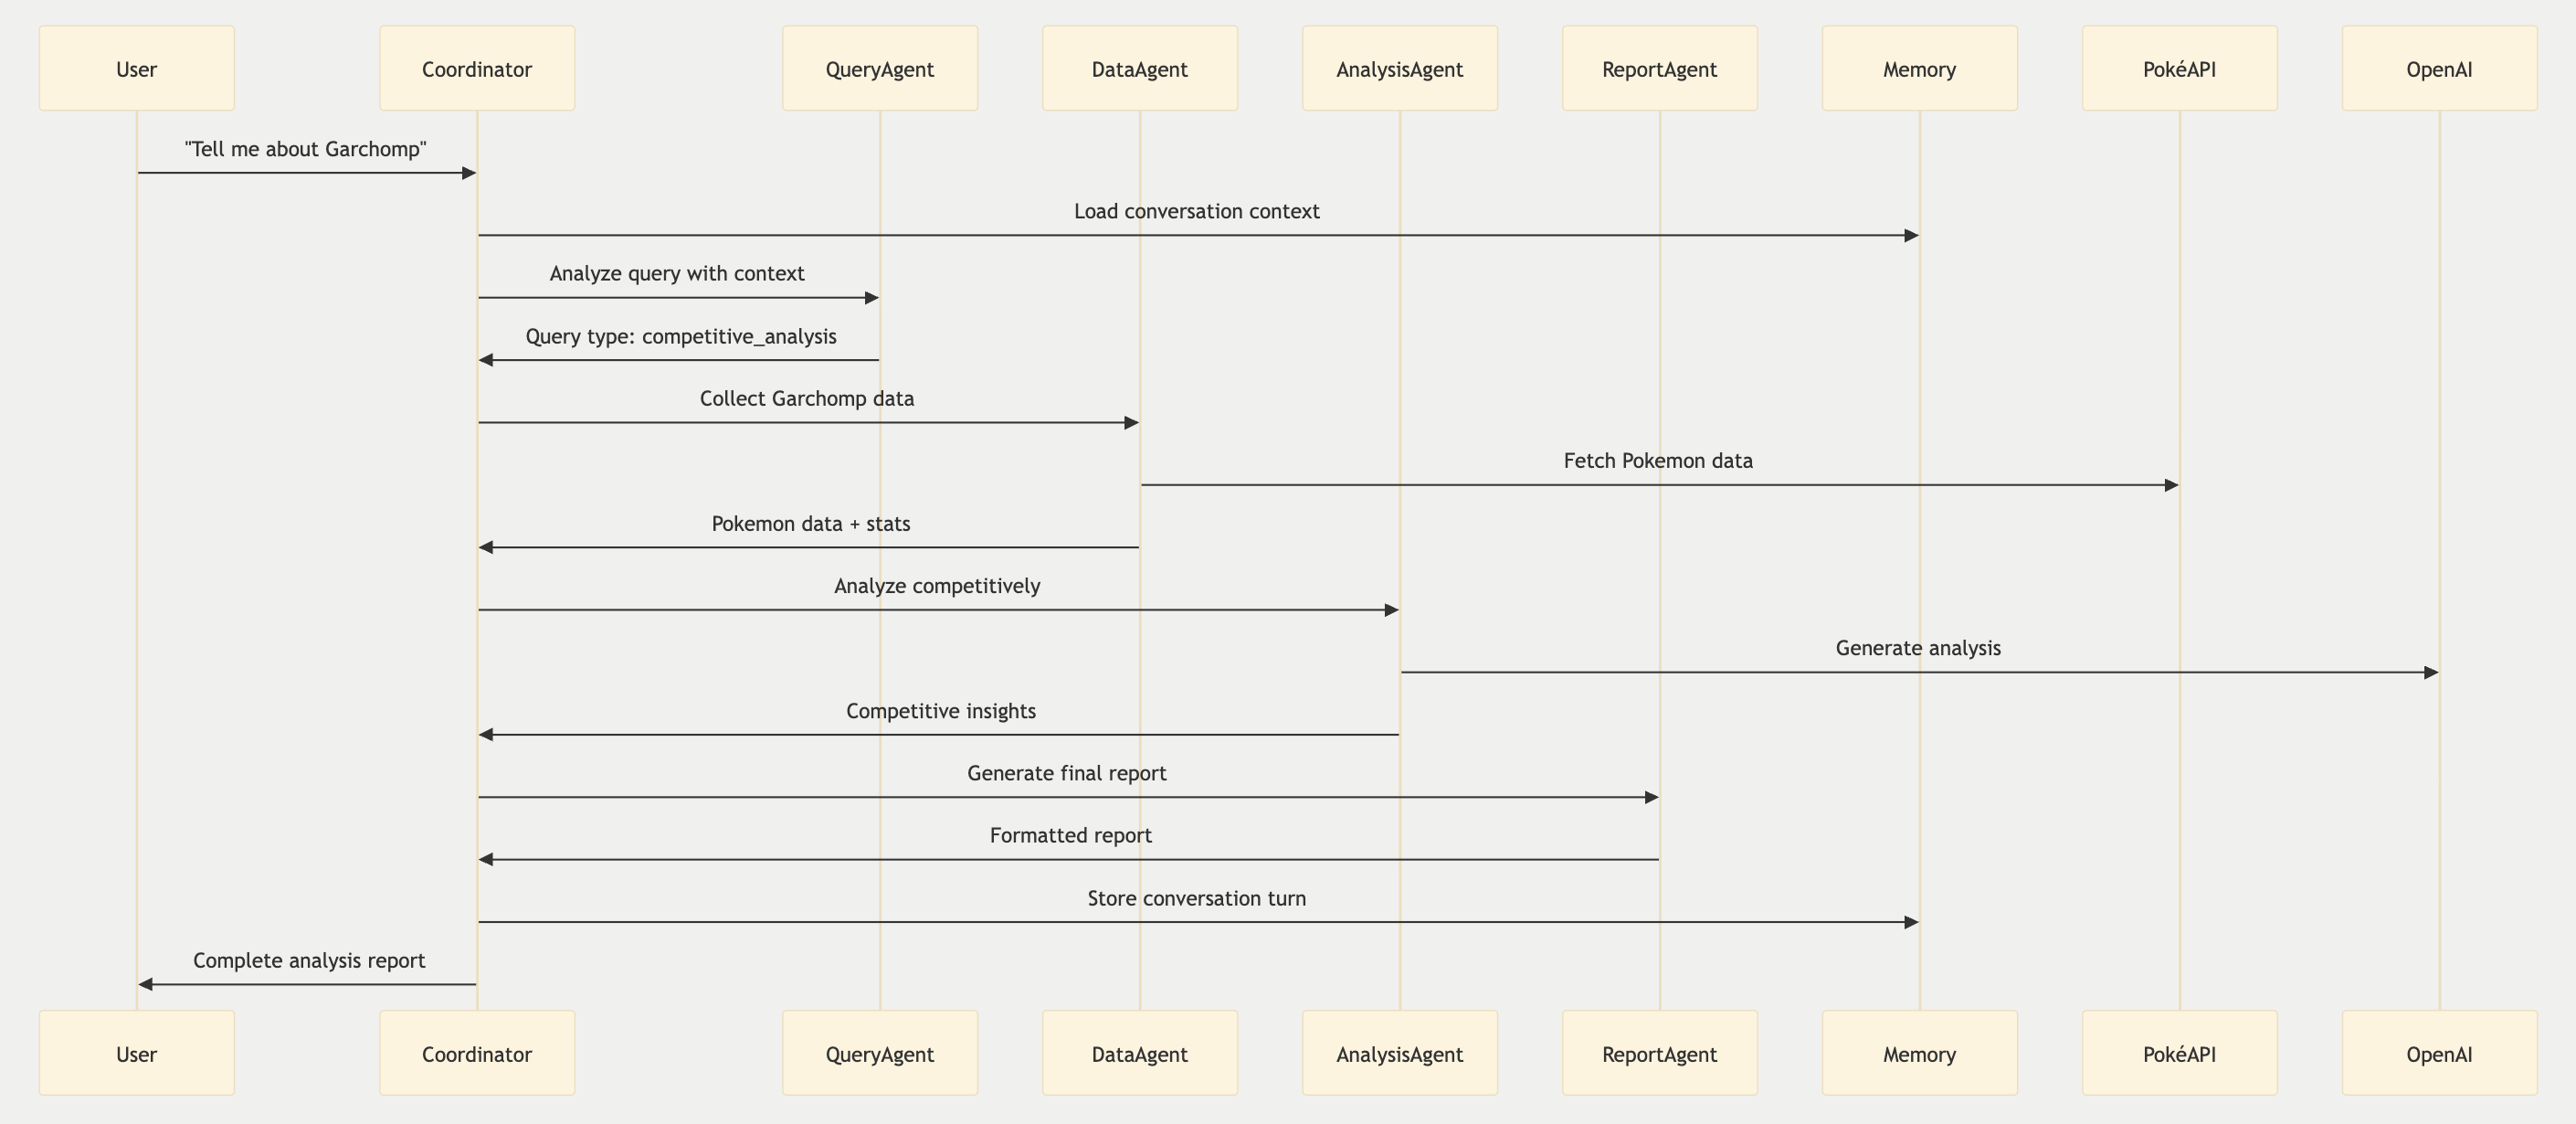 User
Coordinator
QueryAgent
DataAgent
AnalysisAgent
ReportAgent
Memory
PokéAPI
OpenAI
"Tell me about Garchomp"
Load conversation context
Analyze query with context
Query type: competitive_analysis
Collect Garchomp data
Fetch Pokemon data
Pokemon data + stats
Analyze competitively
Generate analysis
Competitive insights
Generate final report
Formatted report
Store conversation turn
Complete analysis report
User
Coordinator
QueryAgent
DataAgent
AnalysisAgent
ReportAgent
Memory
PokéAPI
OpenAI